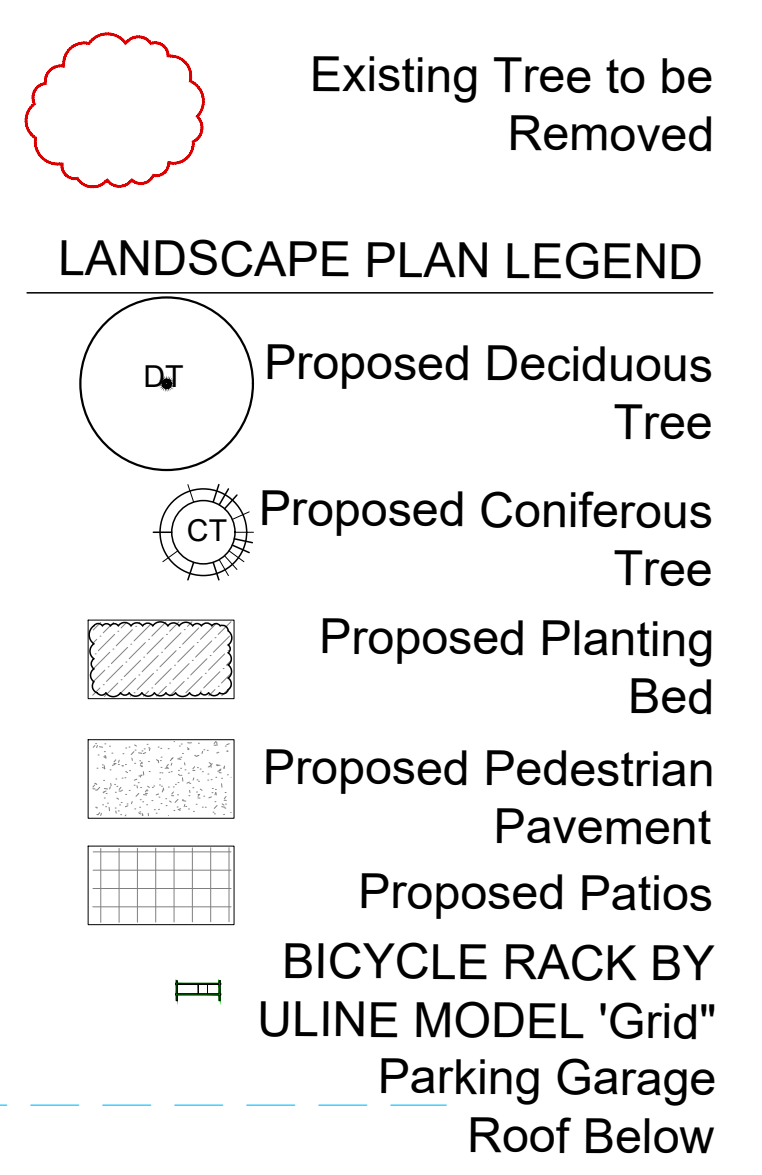 Existing Tree to be
Removed
LANDSCAPE PLAN LEGEND
DT
Proposed Deciduous
Tree
CT
Proposed Coniferous
Tree
Proposed Planting
Bed
Proposed Pedestrian
Pavement
Proposed Patios
BICYCLE RACK BY
ULINE MODEL 'Grid"
Parking Garage
Roof Below